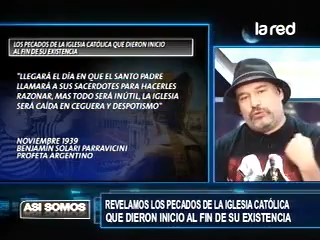 LOS PECADOS DE LA IGLESIA CATÓLICA QUE DIERON INICIO
AL FIN DE SU EXISTENCIA
la red
"LLEGARÁ EL DÍA EN QUE EL SANTO PADRE
LLAMARÁ A SUS SACERDOTES PARA HACERLES
RAZONAR, MAS TODO SERÁ INÚTIL, LA IGLESIA
SERÁ CAÍDA EN CEGUERA Y DESPOTISMO"
NOVIEMBRE 1939
BENJAMIN SOLARI PARRAVICINI
PROFETA ARGENTINO
ASI SOMOS
REVELAMOS LOS PECADOS DE LA IGLESIA CATÓLICA
QUE DIERON INICIO AL FIN DE SU EXISTENCIA